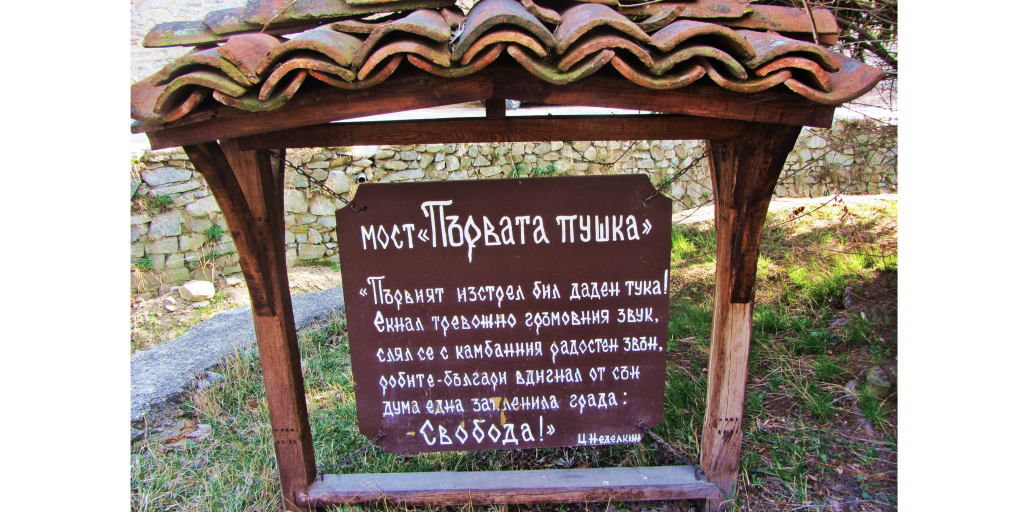 мост «Първата пушка»
«Първият изстрел бил даден тука!
Екнал тревожно гръмовния звук,
слял се с камбанния радостен звън,
робите-българи вдигнал от сън
дума една запленила града:
- Свобода!»
Ц. Неделкин